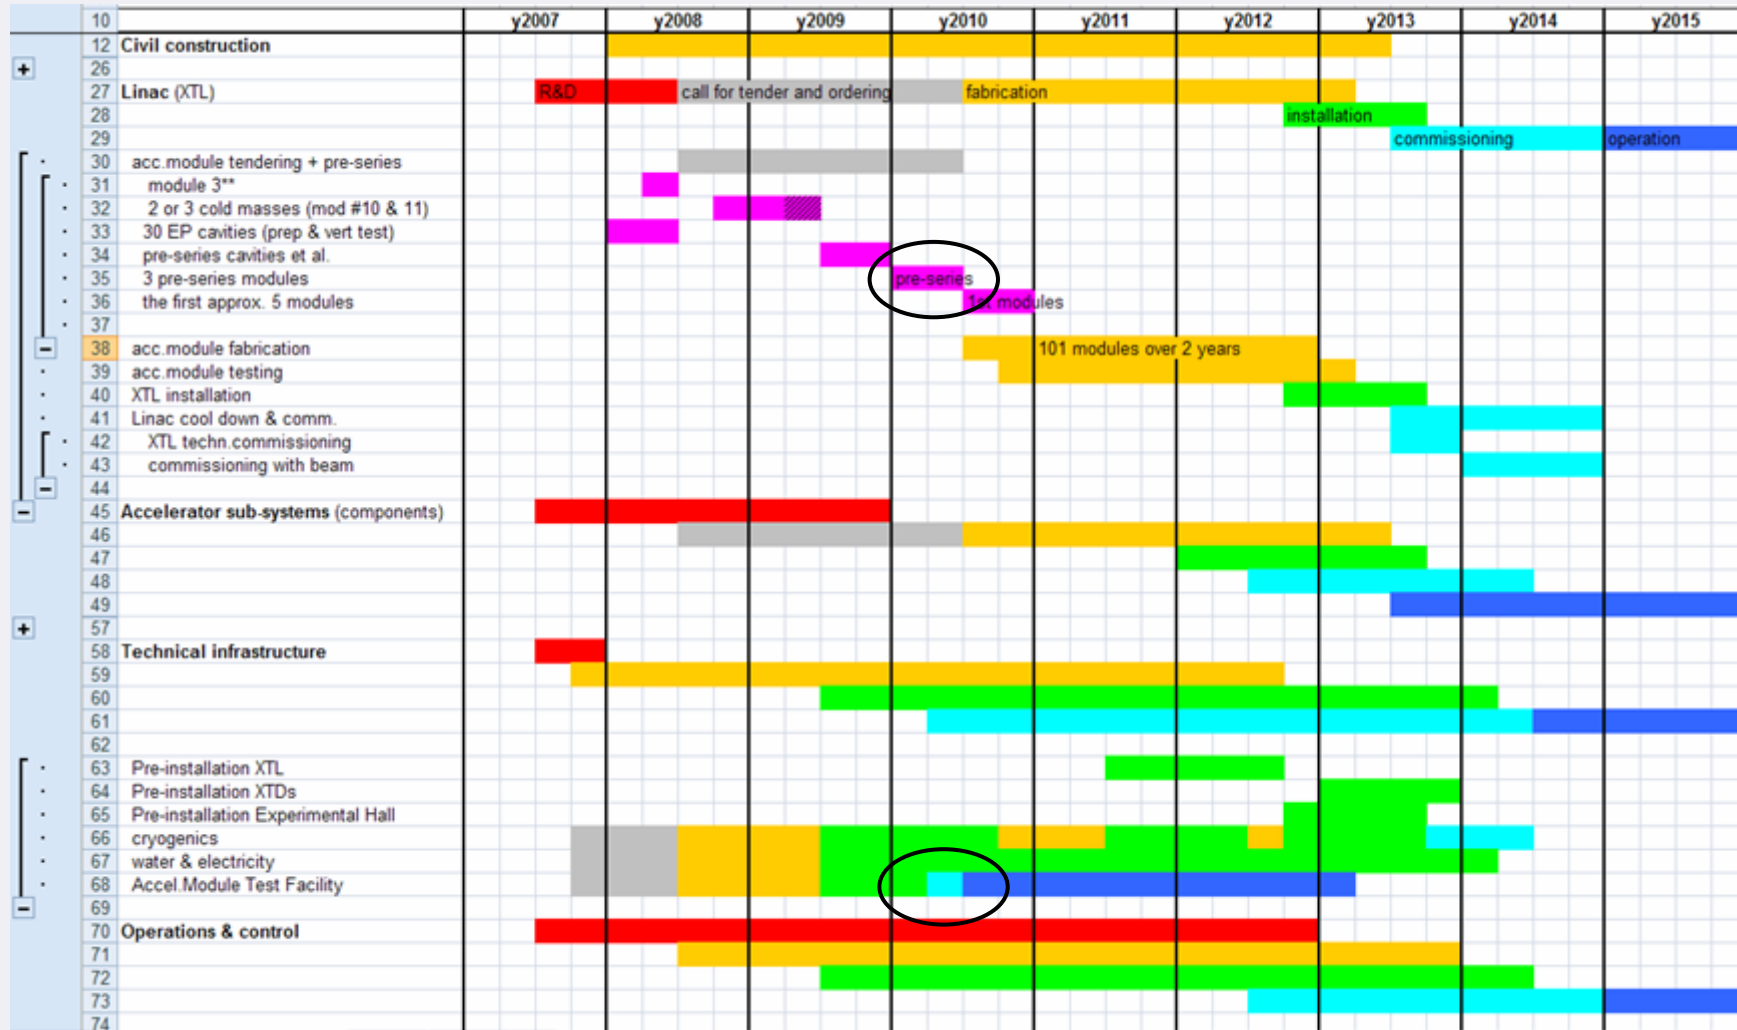 10 y2007 y2008 y2009 y2010 y2011 y2012 y2013 y2014 y2015
12 Civil construction
+ 26
27 Linac (XTL) R&D call for tender and ordering fabrication
28 installation
29 commissioning operation
30 acc.module tendering + pre-series
31 module 3**
32 2 or 3 cold masses (mod #10 & 11)
33 30 EP cavities (prep & vert test)
34 pre-series cavities et al.
35 3 pre-series modules pre-series
36 the first approx. 5 modules 1st modules
37
38 acc.module fabrication 101 modules over 2 years
39 acc.module testing
40 XTL installation
41 Linac cool down & comm.
42 XTL techn.commissioning
43 commissioning with beam
44
45 Accelerator sub-systems (components)
46
47
48
49
+ 57
58 Technical infrastructure
59
60
61
62
63 Pre-installation XTL
64 Pre-installation XTDs
65 Pre-installation Experimental Hall
66 cryogenics
67 water & electricity
68 Accel.Module Test Facility
69
70 Operations & control
71
72
73
74